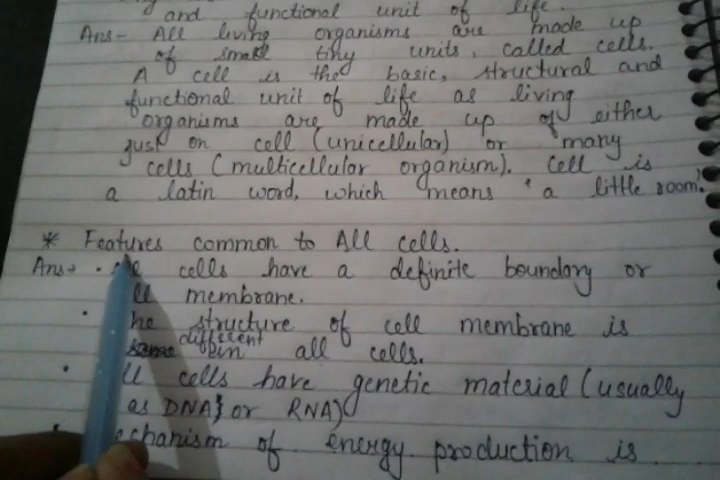 and functional unit of life.
Ans- All living organisms are made up
of small tiny units, called cells.
A cell is the basic, structural and
functional unit of life as living
organisms are made up of either
just on cell (unicellular) or many
cells (multicellular organism). Cell is
a latin word, which means 'a little room'.
* Features common to All cells.
Ans→ • cells have a definite boundary or
membrane.
• structure of cell membrane is
different in all cells.
• cells have genetic material (usually
as DNA} or RNA)
energy production is
of